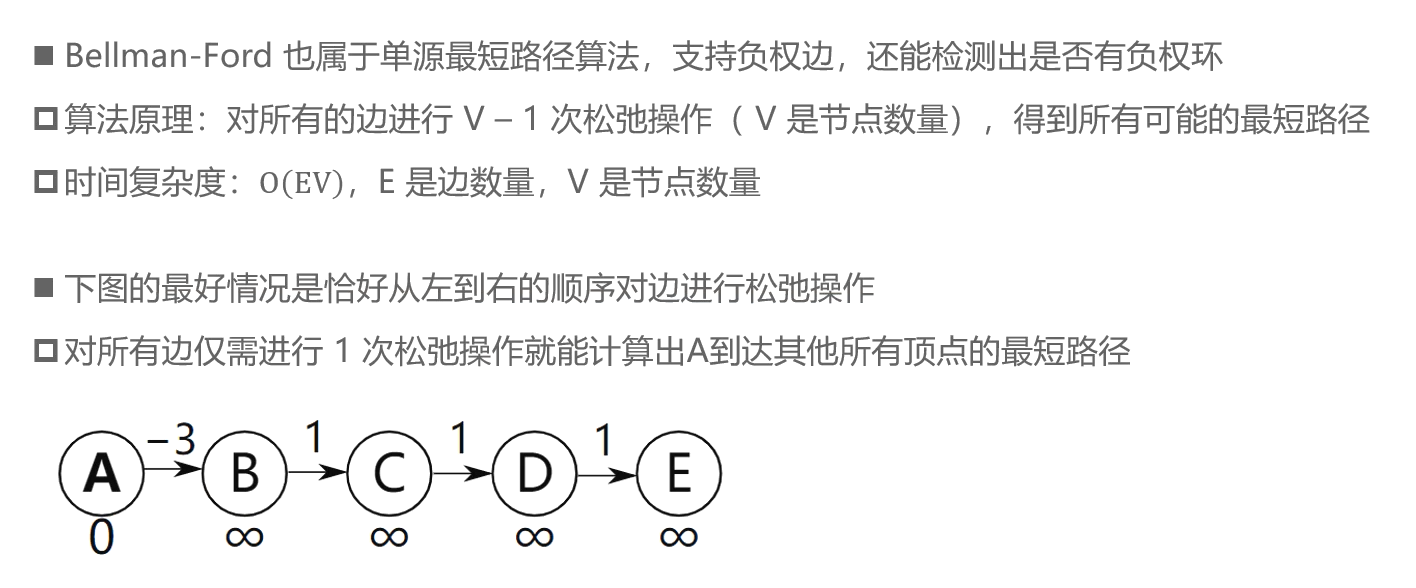 ■ Bellman-Ford 也属于单源最短路径算法，支持负权边，还能检测出是否有负权环
◻ 算法原理：对所有的边进行 V – 1 次松弛操作（ V 是节点数量），得到所有可能的最短路径
◻ 时间复杂度：O(EV)，E 是边数量，V 是节点数量
■ 下图的最好情况是恰好从左到右的顺序对边进行松弛操作
◻ 对所有边仅需进行 1 次松弛操作就能计算出A到达其他所有顶点的最短路径
−3 1 1 1
A B C D E
0 ∞ ∞ ∞ ∞